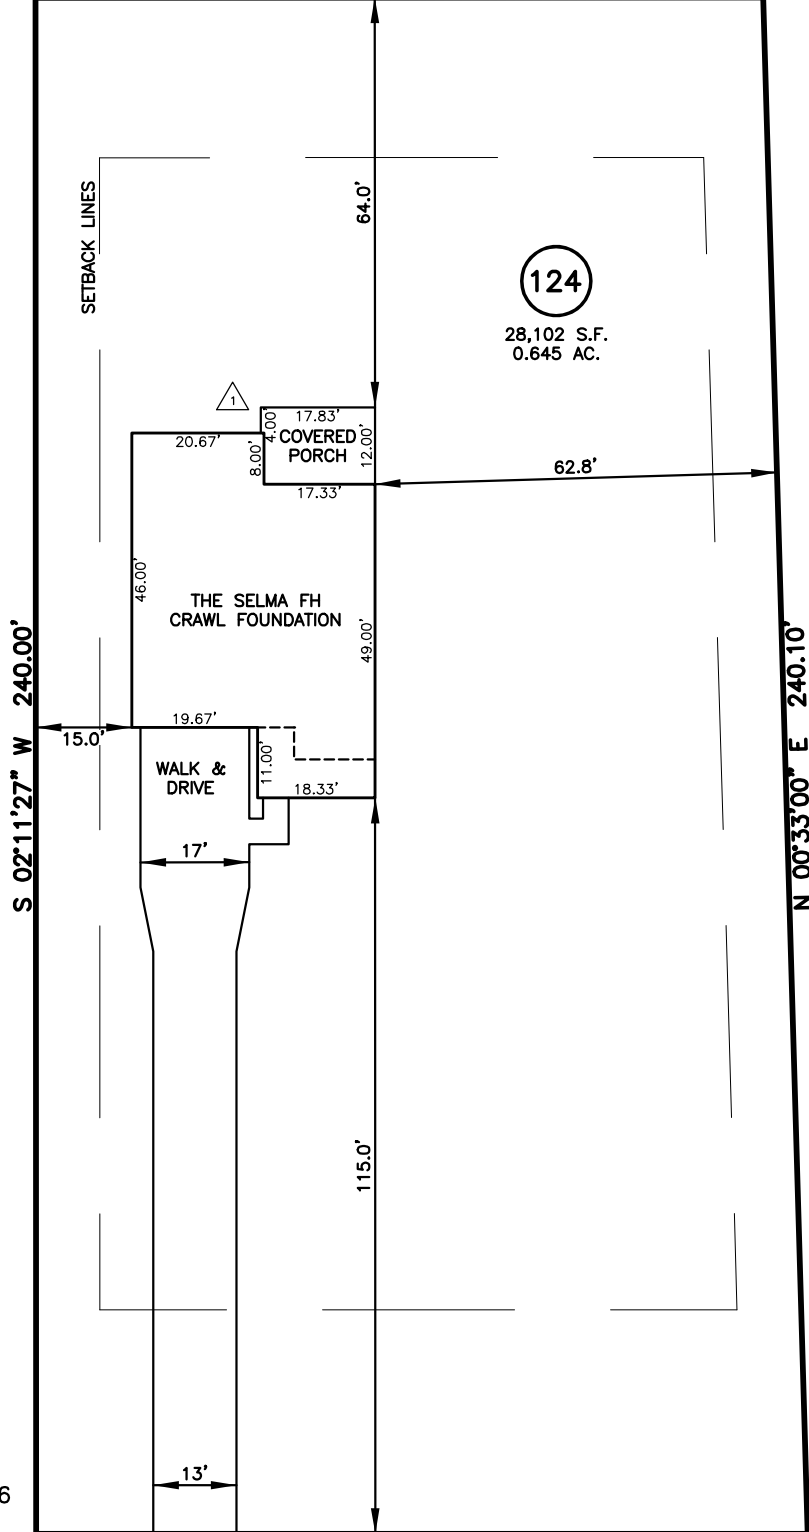 64.0'
SETBACK LINES
124
28,102 S.F.
0.645 AC.
1
4.00'
17.83'
COVERED
PORCH
12.00'
20.67'
8.00'
17.33'
62.8'
46.00'
THE SELMA FH
CRAWL FOUNDATION
49.00'
S 02°11'27" W 240.00'
N 00°33'00" E 240.10'
19.67'
15.0'
WALK &
DRIVE
11.00'
18.33'
17'
115.0'
13'
6